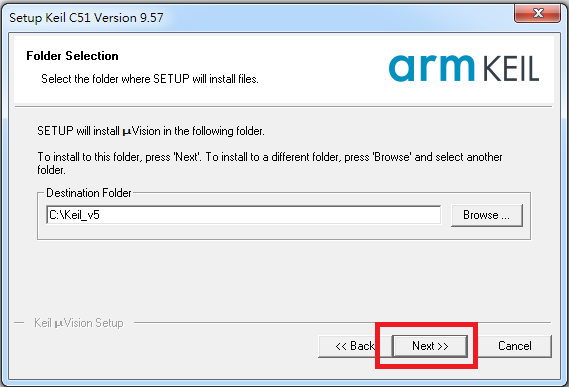 Setup Keil C51 Version 9.57
Folder Selection
Select the folder where SETUP will install files.
arm KEIL
SETUP will install µVision in the following folder.
To install to this folder, press 'Next'. To install to a different folder, press 'Browse' and select another
folder.
Destination Folder
C:\Keil_v5
Browse ...
Keil µVision Setup
<< Back
Next >>
Cancel